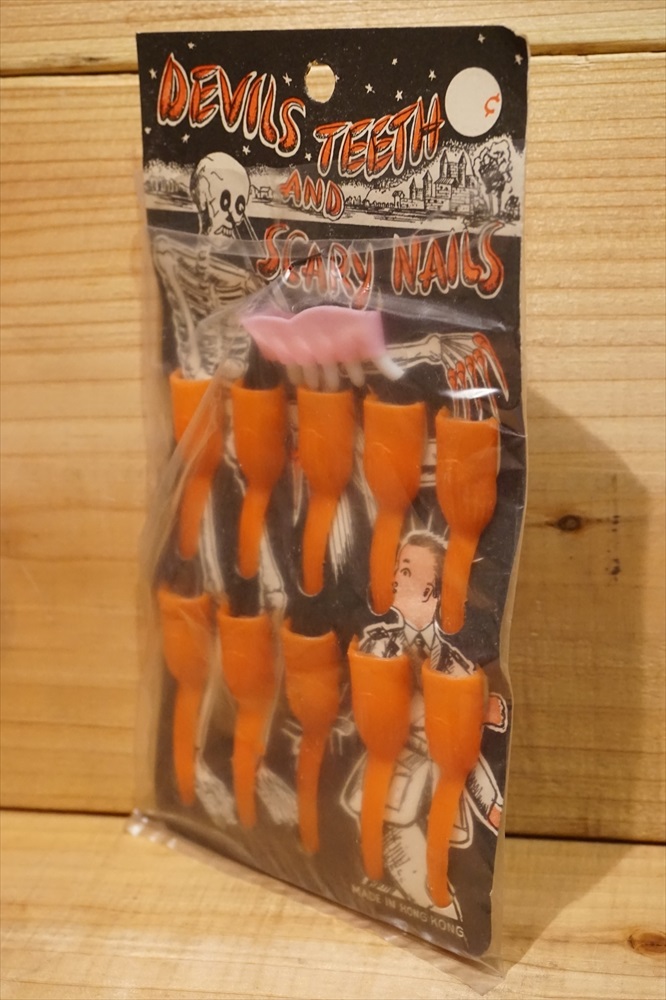 DEVILS TEETH
AND
SCARY NAILS
MADE IN HONG KONG